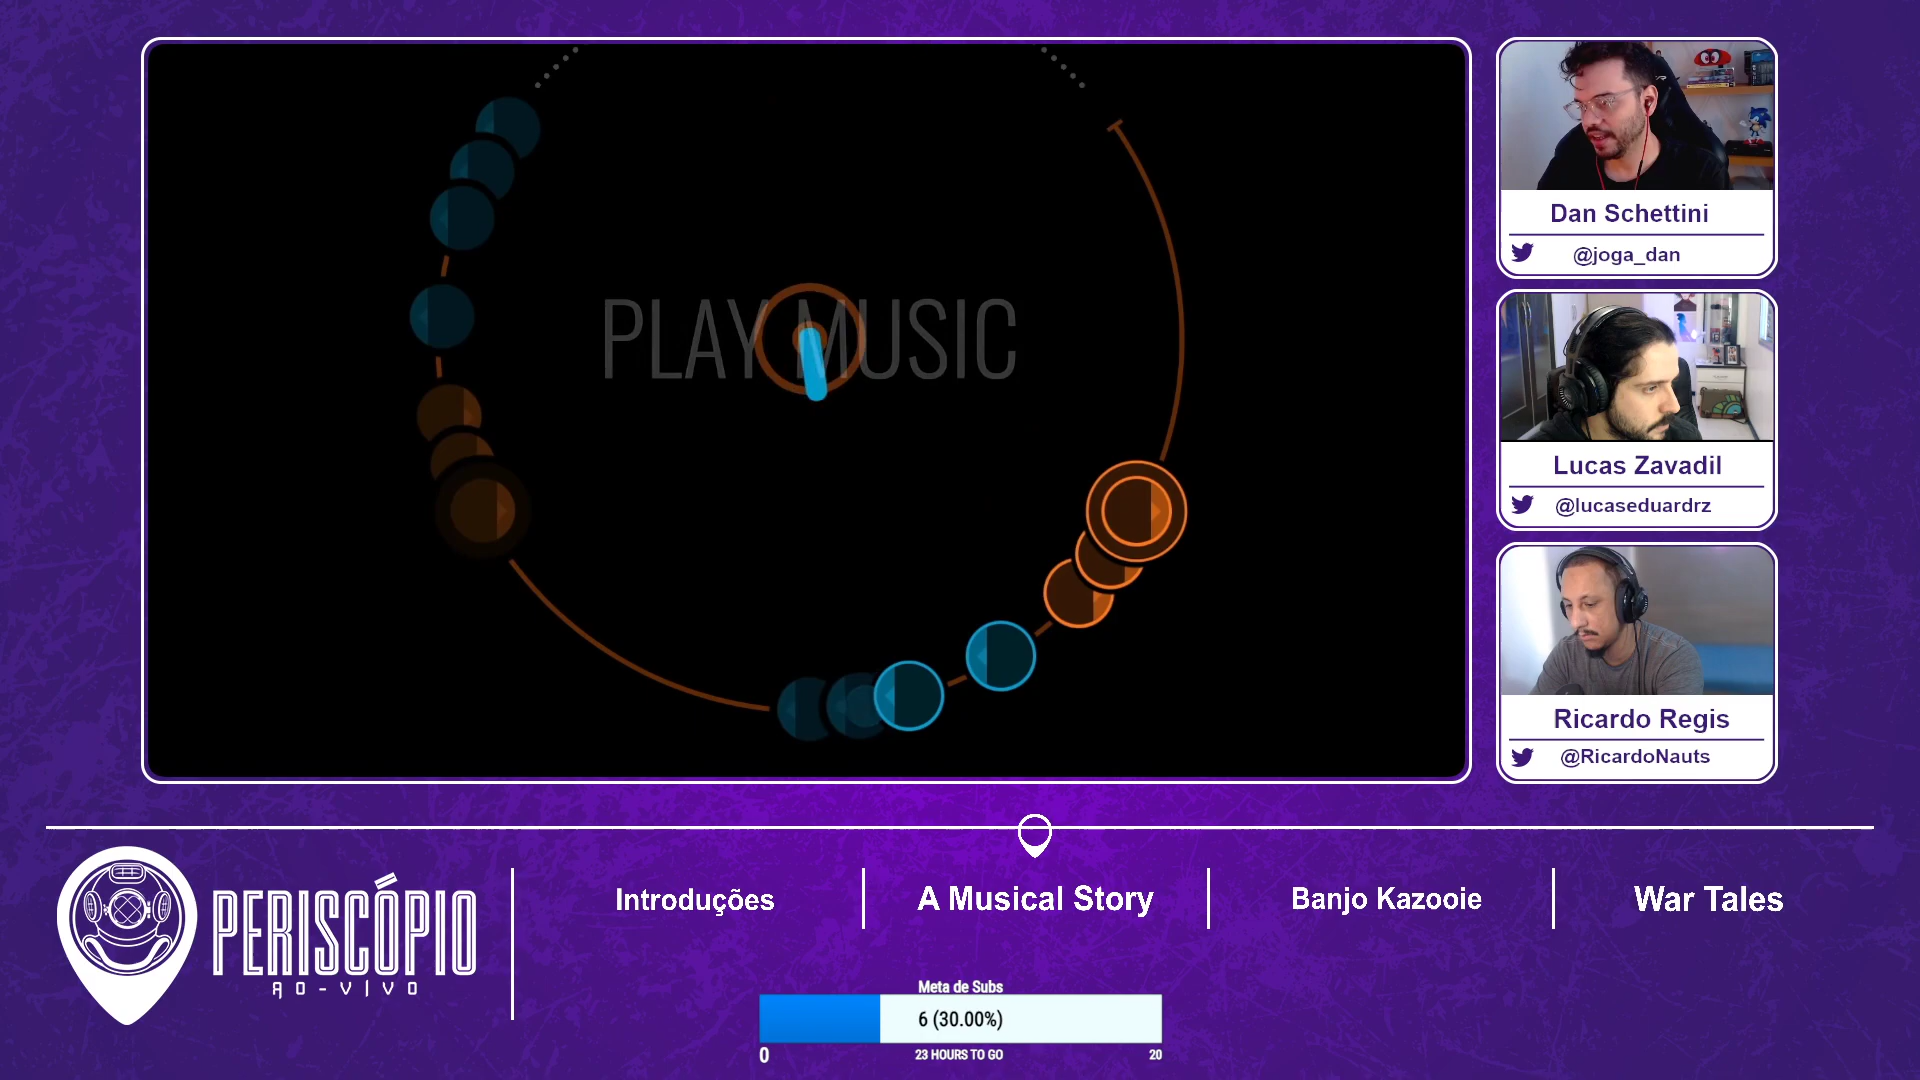 PLAY MUSIC
Dan Schettini
@joga_dan
Lucas Zavadil
@lucaseduardrz
Ricardo Regis
@RicardoNauts
PERISCÓPIO
AO-VIVO
Introduções
A Musical Story
Banjo Kazooie
War Tales
Meta de Subs
6 (30.00%)
0
23 HOURS TO GO
20